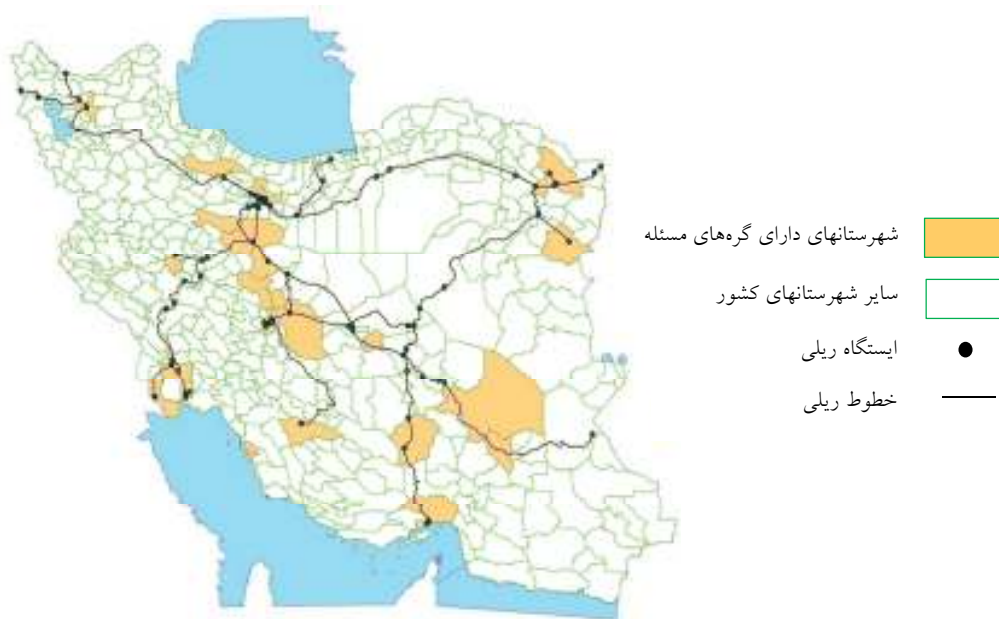 شهرستانهای دارای گره‌های مسئله
سایر شهرستانهای کشور
ایستگاه ریلی
خطوط ریلی